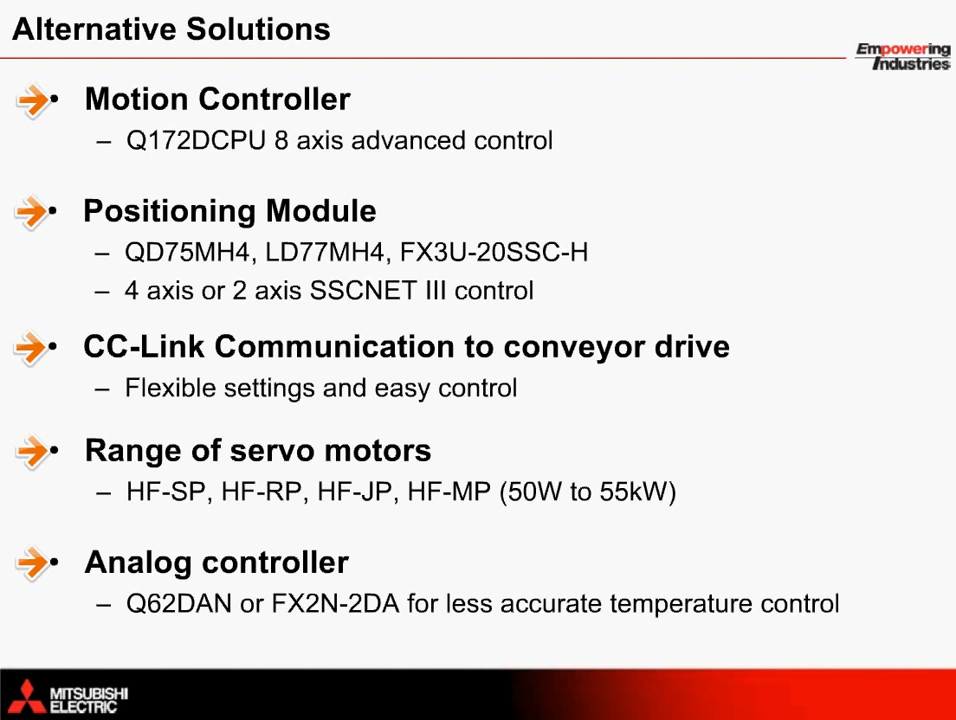 Alternative Solutions
Empowering
Industries
• Motion Controller
– Q172DCPU 8 axis advanced control
• Positioning Module
– QD75MH4, LD77MH4, FX3U-20SSC-H
– 4 axis or 2 axis SSCNET III control
• CC-Link Communication to conveyor drive
– Flexible settings and easy control
• Range of servo motors
– HF-SP, HF-RP, HF-JP, HF-MP (50W to 55kW)
• Analog controller
– Q62DAN or FX2N-2DA for less accurate temperature control
MITSUBISHI
ELECTRIC